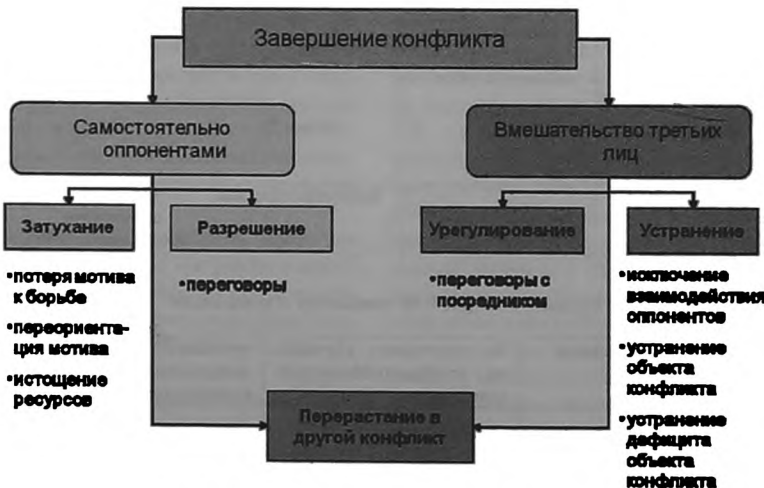 Завершение конфликта
Самостоятельно
оппонентами
Вмешательство третьих
лиц
Затухание
Разрешение
Урегулирование
Устранение
•потеря мотива
к борьбе
•переориента-
ция мотива
•истощение
ресурсов
•переговоры
•переговоры с
посредником
•исключение
взаимодействия
оппонентов
•устранение
объекта
конфликта
•устранение
дефицита
объекта
конфликта
Перерастание в
другой конфликт